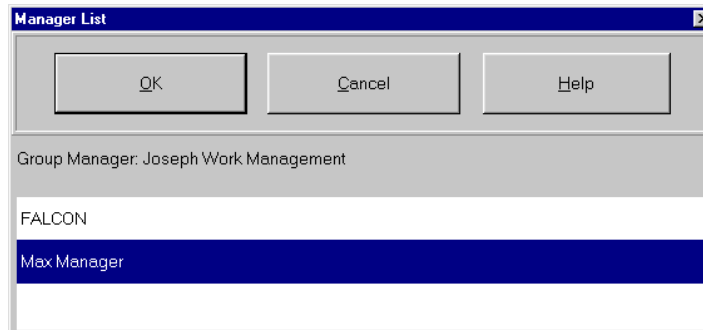 Manager List
OK
Cancel
Help
Group Manager: Joseph Work Management
FALCON
Max Manager